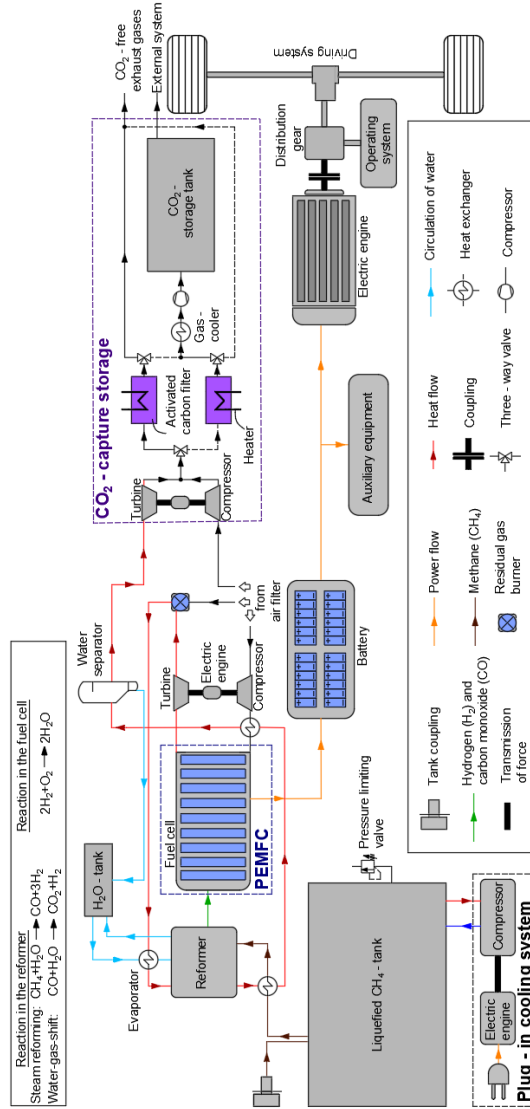 Reaction in the reformer
Steam reforming: CH4+H2O → CO+3H2
Water-gas-shift: CO+H2O → CO2+H2
Reaction in the fuel cell
2H2+O2 → 2H2O
CO2 - free
exhaust gases
External system
CO2 - capture storage
CO2 -
storage tank
Gas -
cooler
Activated
carbon filter
Heater
Turbine
Compressor
Water
separator
H2O - tank
Evaporator
Turbine
Electric
engine
Compressor
from
air filter
Fuel cell
PEMFC
Reformer
Battery
Auxiliary equipment
Electric engine
Distribution
gear
Operating
system
Driving system
Pressure limiting
valve
Liquefied CH4 - tank
Electric
engine
Compressor
Plug - in cooling system
Tank coupling
Power flow
Heat flow
Circulation of water
Hydrogen (H2) and
carbon monoxide (CO)
Methane (CH4)
Coupling
Heat exchanger
Transmission
of force
Residual gas
burner
Three - way valve
Compressor